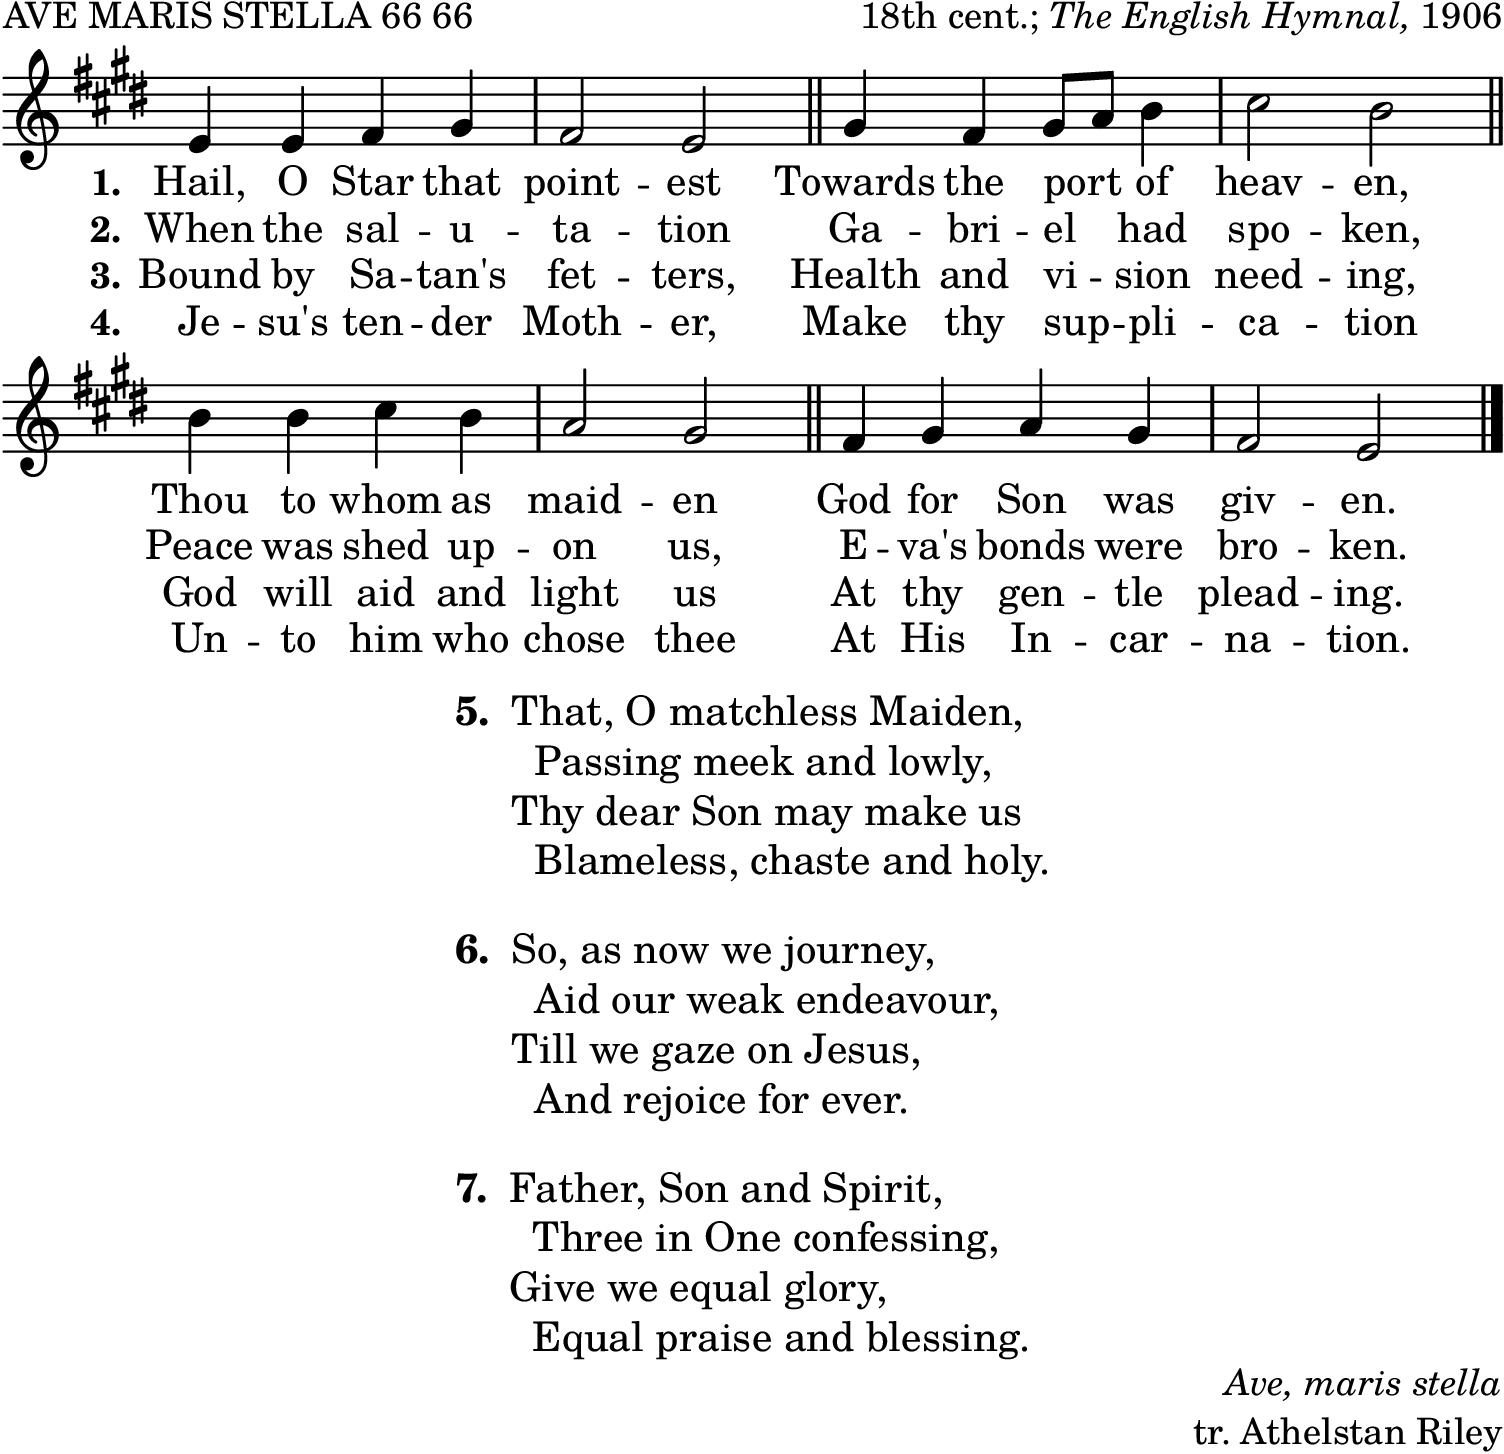 AVE MARIS STELLA 66 66 18th cent.; The English Hymnal, 1906
1. Hail, O Star that point - est Towards the port of heav - en,
2. When the sal - u - ta - tion Ga - bri - el had spo - ken,
3. Bound by Sa - tan's fet - ters, Health and vi - sion need - ing,
4. Je - su's ten - der Moth - er, Make thy sup - pli - ca - tion
Thou to whom as maid - en God for Son was giv - en.
Peace was shed up - on us, E - va's bonds were bro - ken.
God will aid and light us At thy gen - tle plead - ing.
Un - to him who chose thee At His In - car - na - tion.
5. That, O matchless Maiden,
Passing meek and lowly,
Thy dear Son may make us
Blameless, chaste and holy.
6. So, as now we journey,
Aid our weak endeavour,
Till we gaze on Jesus,
And rejoice for ever.
7. Father, Son and Spirit,
Three in One confessing,
Give we equal glory,
Equal praise and blessing.
Ave, maris stella
tr. Athelstan Riley